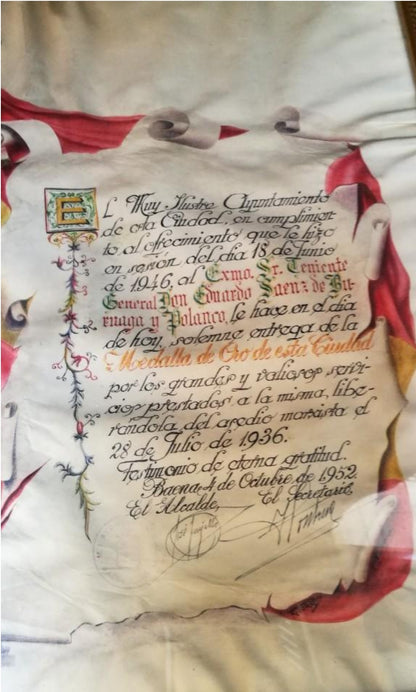 EL Muy Ilustre Ayuntamiento
de esta Ciudad, en cumplimien-
to al ofrecimiento que le hizo
en sesión del día 18 de Junio
de 1946, al Exmo. Sr. Teniente
General Don Eduardo Saenz de Bu-
ruaga y Polanco, le hace en el día
de hoy, solemne entrega de la
Medalla de Oro de esta Ciudad
por los grandes y valiosos servi-
cios prestados a la misma, libe-
rándola del asedio marxista el
28 de Julio de 1936.
Testimonio de eterna gratitud.
Baena 4 de Octubre de 1952.
El Alcalde, El Secretario,